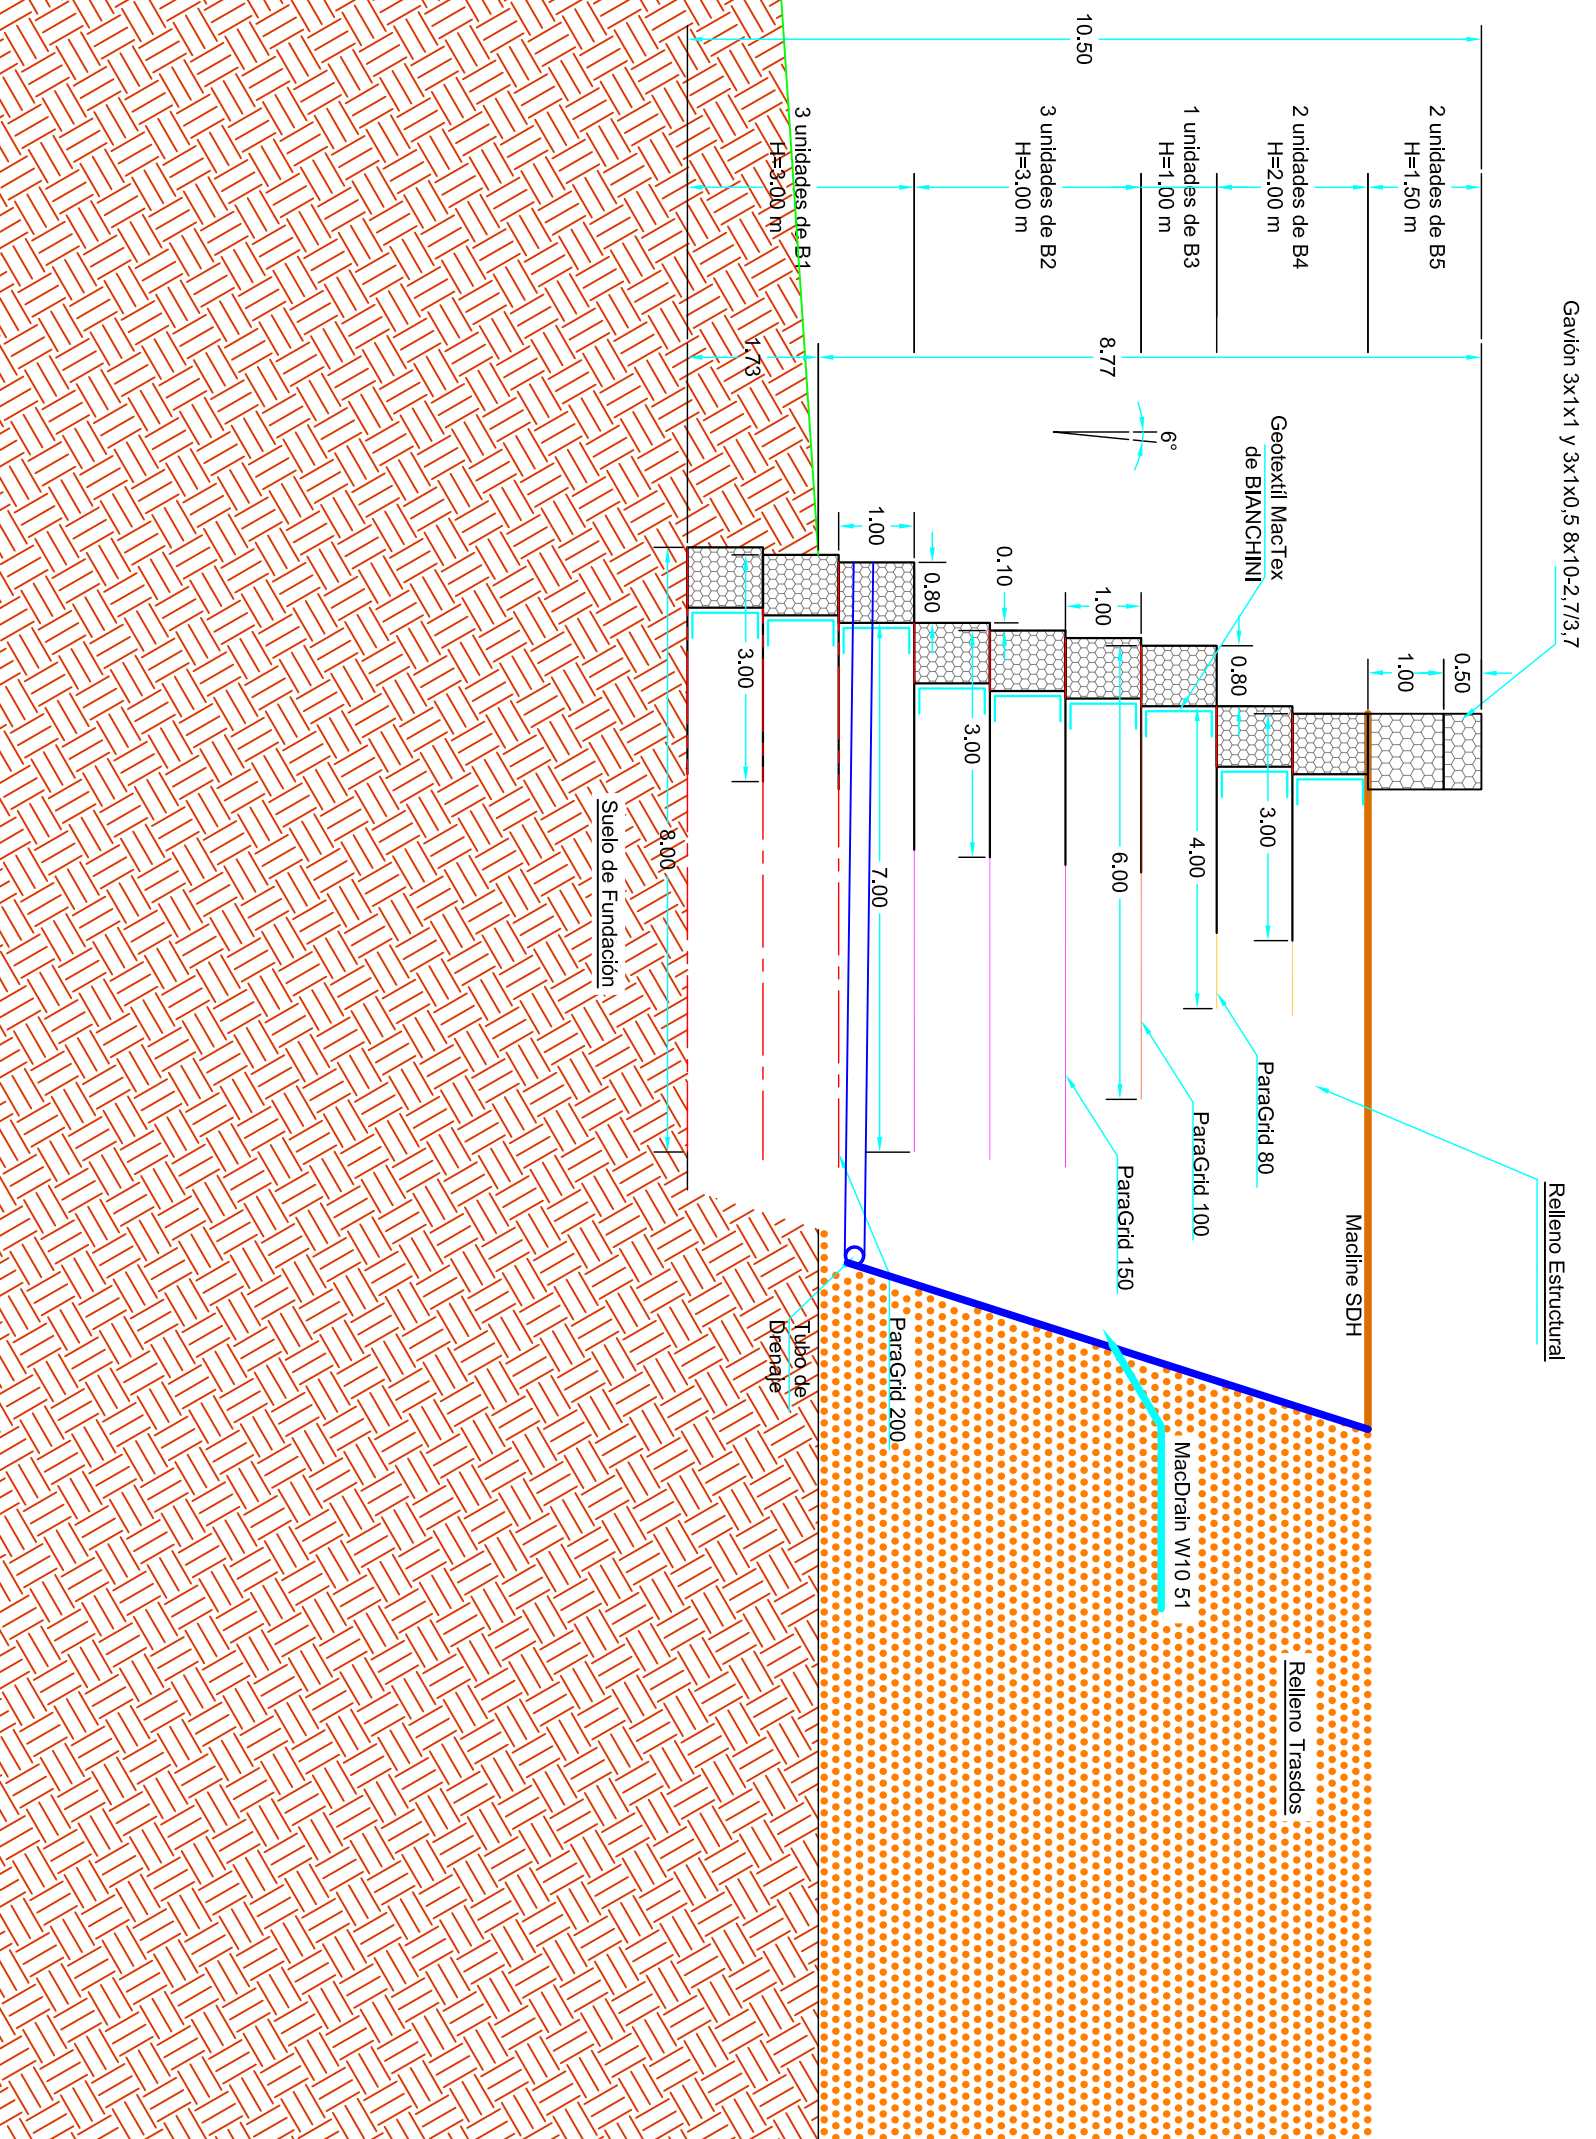 Gavión 3x1x1 y 3x1x0,5 8x10-2,7/3,7
2 unidades de B5
H=1.50 m
2 unidades de B4
H=2.00 m
1 unidades de B3
H=1.00 m
3 unidades de B2
H=3.00 m
3 unidades de B1
H=3.00 m
10.50
8.77
1.73
6°
Geotextil MacTex
de BIANCHINI
0.50
1.00
0.80
1.00
0.10
0.80
1.00
3.00
4.00
6.00
3.00
7.00
3.00
8.00
Relleno Estructural
Macline SDH
ParaGrid 80
ParaGrid 100
ParaGrid 150
ParaGrid 200
Tubo de
Drenaje
MacDrain W10 51
Relleno Trasdos
Suelo de Fundación